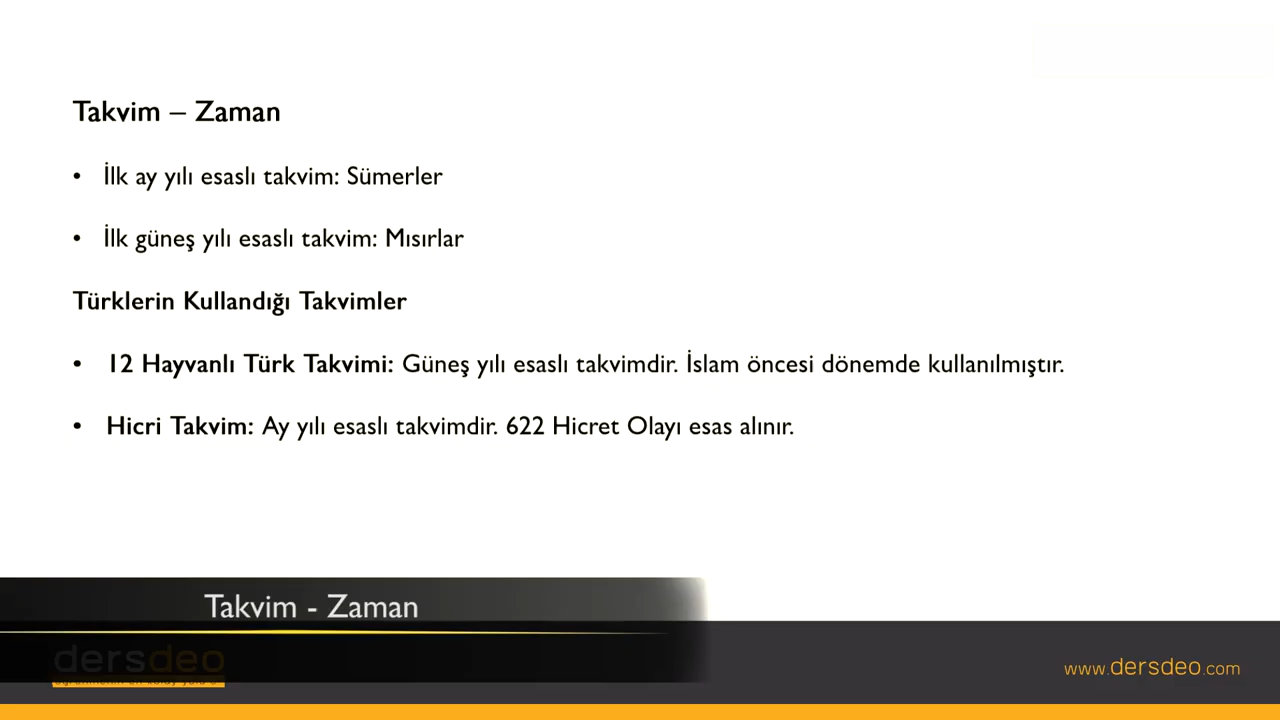 Takvim – Zaman
• İlk ay yılı esaslı takvim: Sümerler
• İlk güneş yılı esaslı takvim: Mısırlar
Türklerin Kullandığı Takvimler
• 12 Hayvanlı Türk Takvimi: Güneş yılı esaslı takvimdir. İslam öncesi dönemde kullanılmıştır.
• Hicri Takvim: Ay yılı esaslı takvimdir. 622 Hicret Olayı esas alınır.
Takvim - Zaman
dersdeo
www.dersdeo.com